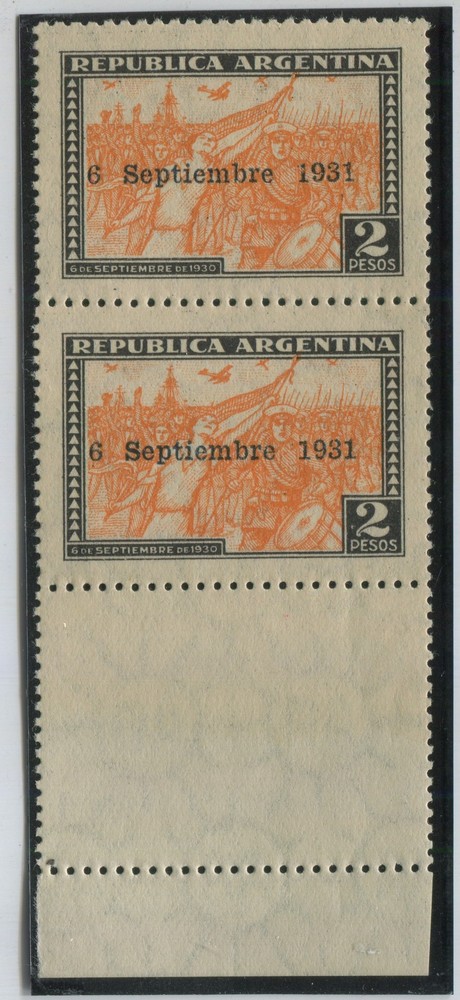 REPUBLICA ARGENTINA
6 Septiembre 1931
2
PESOS
6 DE SEPTIEMBRE DE 1930
REPUBLICA ARGENTINA
6 Septiembre 1931
2
PESOS
6 DE SEPTIEMBRE DE 1930